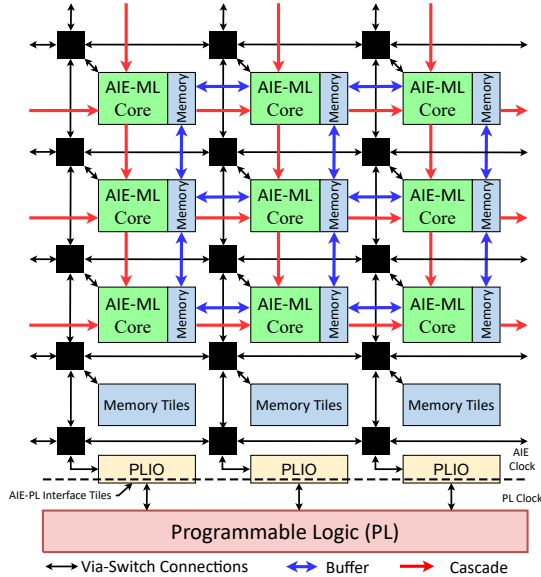 AIE-ML
Core
Memory
AIE-ML
Core
Memory
AIE-ML
Core
Memory
AIE-ML
Core
Memory
AIE-ML
Core
Memory
AIE-ML
Core
Memory
AIE-ML
Core
Memory
AIE-ML
Core
Memory
AIE-ML
Core
Memory
Memory Tiles
Memory Tiles
Memory Tiles
AIE
Clock
PLIO
PLIO
PLIO
AIE-PL Interface Tiles
PL Clock
Programmable Logic (PL)
Via-Switch Connections
Buffer
Cascade